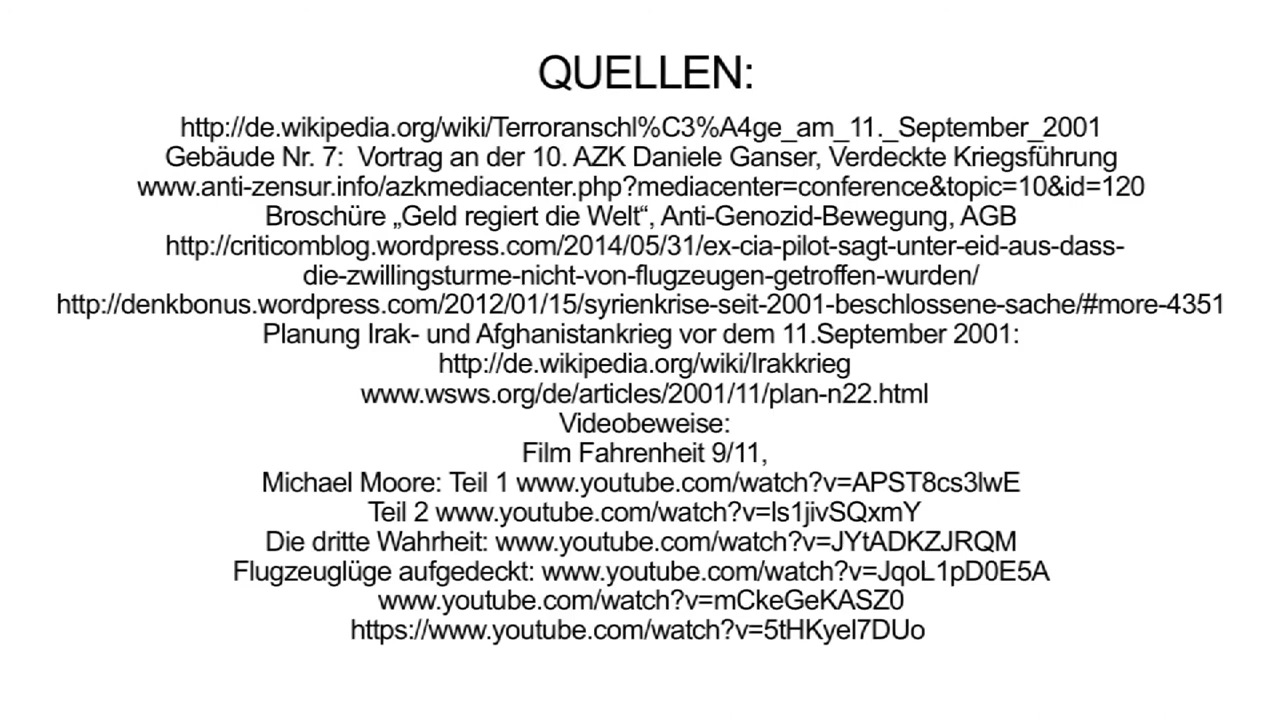 QUELLEN:
http://de.wikipedia.org/wiki/Terroranschl%C3%A4ge_am_11._September_2001
Gebäude Nr. 7:  Vortrag an der 10. AZK Daniele Ganser, Verdeckte Kriegsführung
www.anti-zensur.info/azkmediacenter.php?mediacenter=conference&topic=10&id=120
Broschüre „Geld regiert die Welt“, Anti-Genozid-Bewegung, AGB
http://criticomblog.wordpress.com/2014/05/31/ex-cia-pilot-sagt-unter-eid-aus-dass-
die-zwillingsturme-nicht-von-flugzeugen-getroffen-wurden/
http://denkbonus.wordpress.com/2012/01/15/syrienkrise-seit-2001-beschlossene-sache/#more-4351
Planung Irak- und Afghanistankrieg vor dem 11.September 2001:
http://de.wikipedia.org/wiki/Irakkrieg
www.wsws.org/de/articles/2001/11/plan-n22.html
Videobeweise:
Film Fahrenheit 9/11,
Michael Moore: Teil 1 www.youtube.com/watch?v=APST8cs3lwE
Teil 2 www.youtube.com/watch?v=ls1jivSQxmY
Die dritte Wahrheit: www.youtube.com/watch?v=JYtADKZJRQM
Flugzeuglüge aufgedeckt: www.youtube.com/watch?v=JqoL1pD0E5A
www.youtube.com/watch?v=mCkeGeKASZ0
https://www.youtube.com/watch?v=5tHKyel7DUo